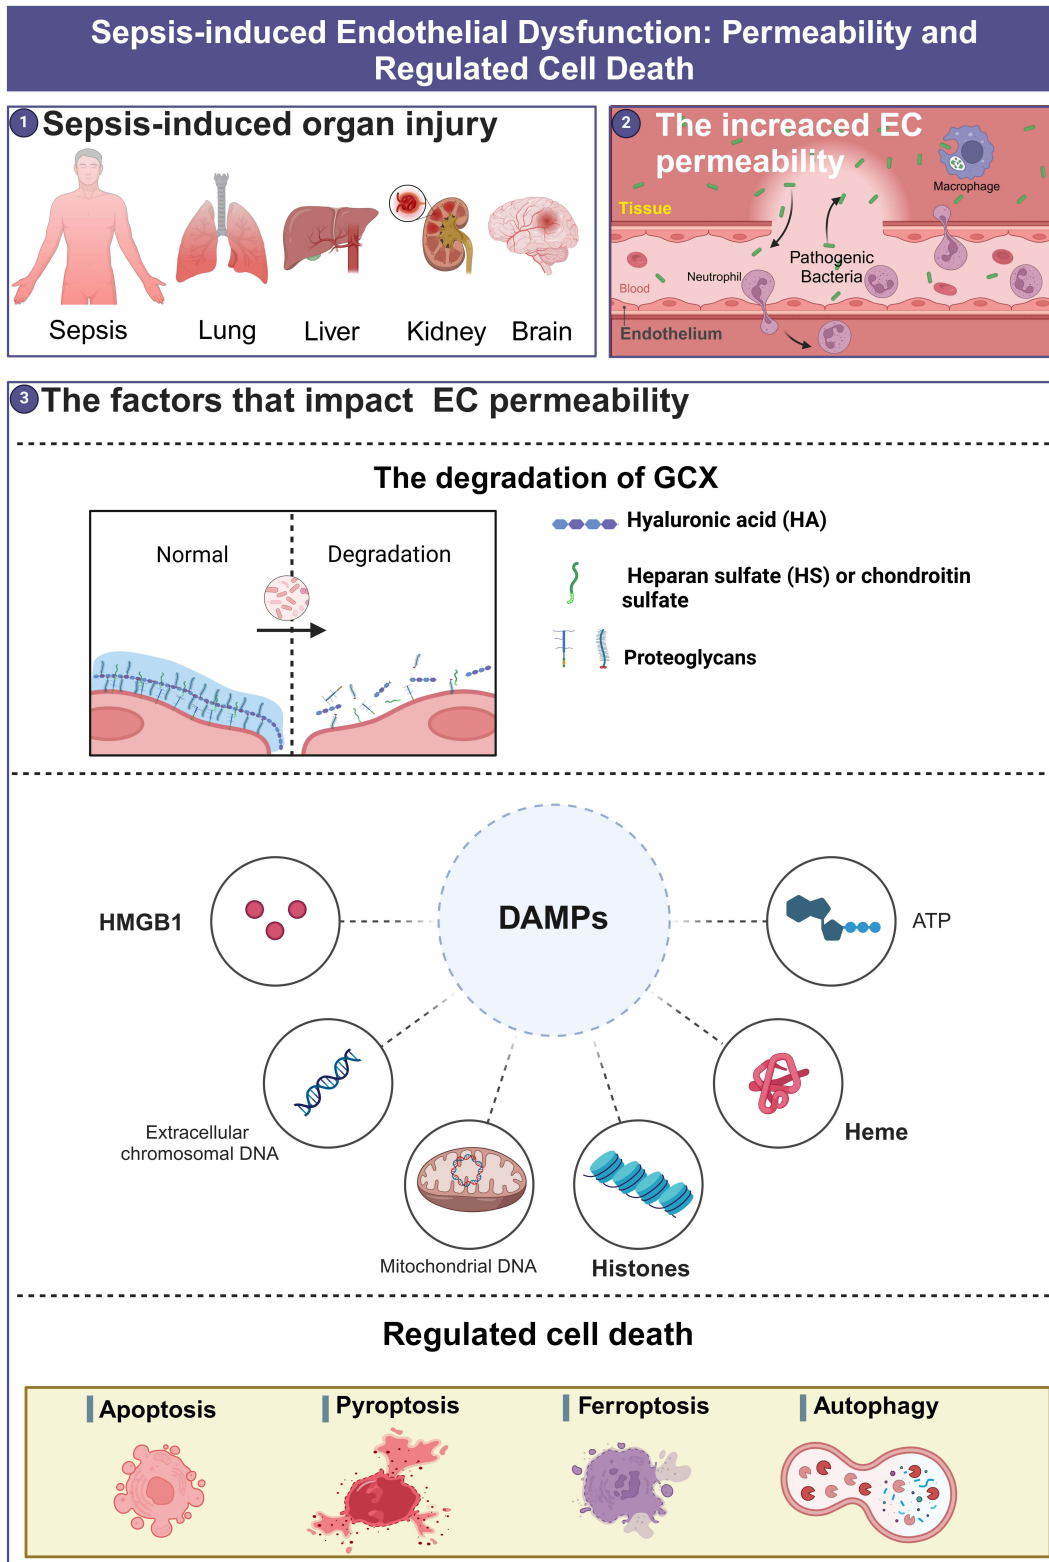 Sepsis-induced Endothelial Dysfunction: Permeability and
Regulated Cell Death
1 Sepsis-induced organ injury
Sepsis
Lung
Liver
Kidney
Brain
2 The increaced EC
permeability
Macrophage
Tissue
Pathogenic
Bacteria
Neutrophil
Blood
Endothelium
3 The factors that impact EC permeability
The degradation of GCX
Normal
Degradation
Hyaluronic acid (HA)
Heparan sulfate (HS) or chondroitin
sulfate
Proteoglycans
DAMPs
HMGB1
ATP
Extracellular
chromosomal DNA
Heme
Mitochondrial DNA
Histones
Regulated cell death
Apoptosis
Pyroptosis
Ferroptosis
Autophagy